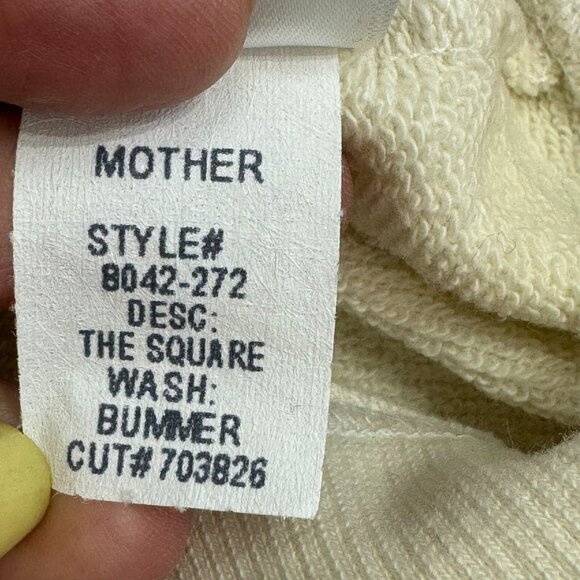 MOTHER
STYLE#
8042-272
DESC:
THE SQUARE
WASH:
BUMMER
CUT# 703826